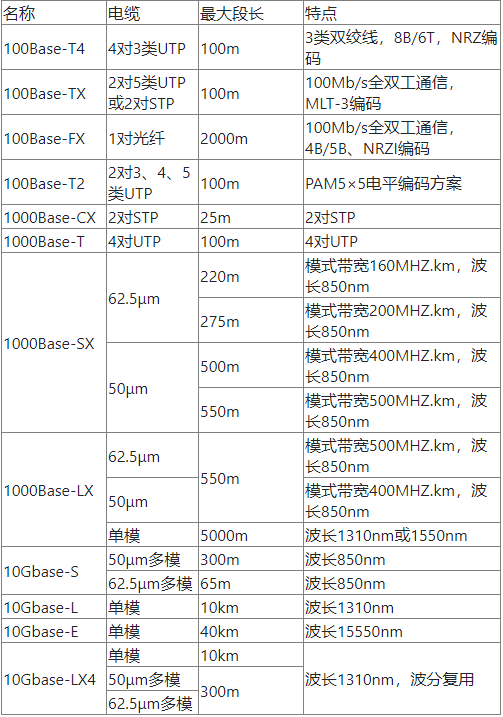 名称 电缆 最大段长 特点
100Base-T4 4对3类UTP 100m 3类双绞线，8B/6T，NRZ编
码
100Base-TX 2对5类UTP
或2对STP 100m 100Mb/s全双工通信，
MLT-3编码
100Base-FX 1对光纤 2000m 100Mb/s全双工通信，
4B/5B、NRZI编码
100Base-T2 2对3、4、5
类UTP 100m PAM5×5电平编码方案
1000Base-CX 2对STP 25m 2对STP
1000Base-T 4对UTP 100m 4对UTP
1000Base-SX 62.5μm 220m 模式带宽160MHZ.km，波
长850nm
275m 模式带宽200MHZ.km，波
长850nm
50μm 500m 模式带宽400MHZ.km，波
长850nm
550m 模式带宽500MHZ.km，波
长850nm
1000Base-LX 62.5μm 550m 模式带宽500MHZ.km，波
长850nm
50μm 模式带宽400MHZ.km，波
长850nm
单模 5000m 波长1310nm或1550nm
10Gbase-S 50μm多模 300m 波长850nm
62.5μm多模 65m 波长850nm
10Gbase-L 单模 10km 波长1310nm
10Gbase-E 单模 40km 波长15550nm
10Gbase-LX4 单模 10km 波长1310nm，波分复用
50μm多模 300m
62.5μm多模